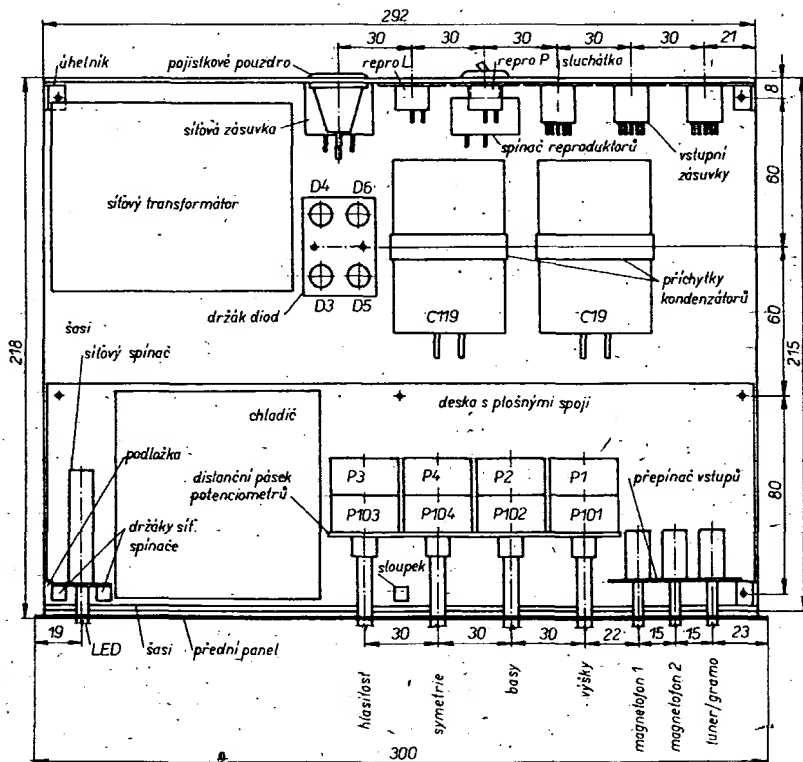 292
30 30 30 30 30 21
úhelník
pojistkové pouzdro
repro L
repro P
sluchátka
8
síťová zásuvka
spínač reproduktorů
vstupní
zásuvky
60
síťový transformátor
D4 D6
D3 D5
držák diod
příchytky
kondenzátorů
C119
C19
60
218
215
šasi
síťový spínač
chladič
deska s plošnými spoji
podložka
distanční pásek
potenciometrů
P3 P4 P2 P1
P103 P104 P102 P101
přepínač vstupů
80
držáky síť.
spínače
sloupek
19
LED
šasi
přední panel
30 30 30 22 15 15 23
hlasitost
symetrie
basy
výšky
magnetofon 1
magnetofon 2
tuner/gramo
300